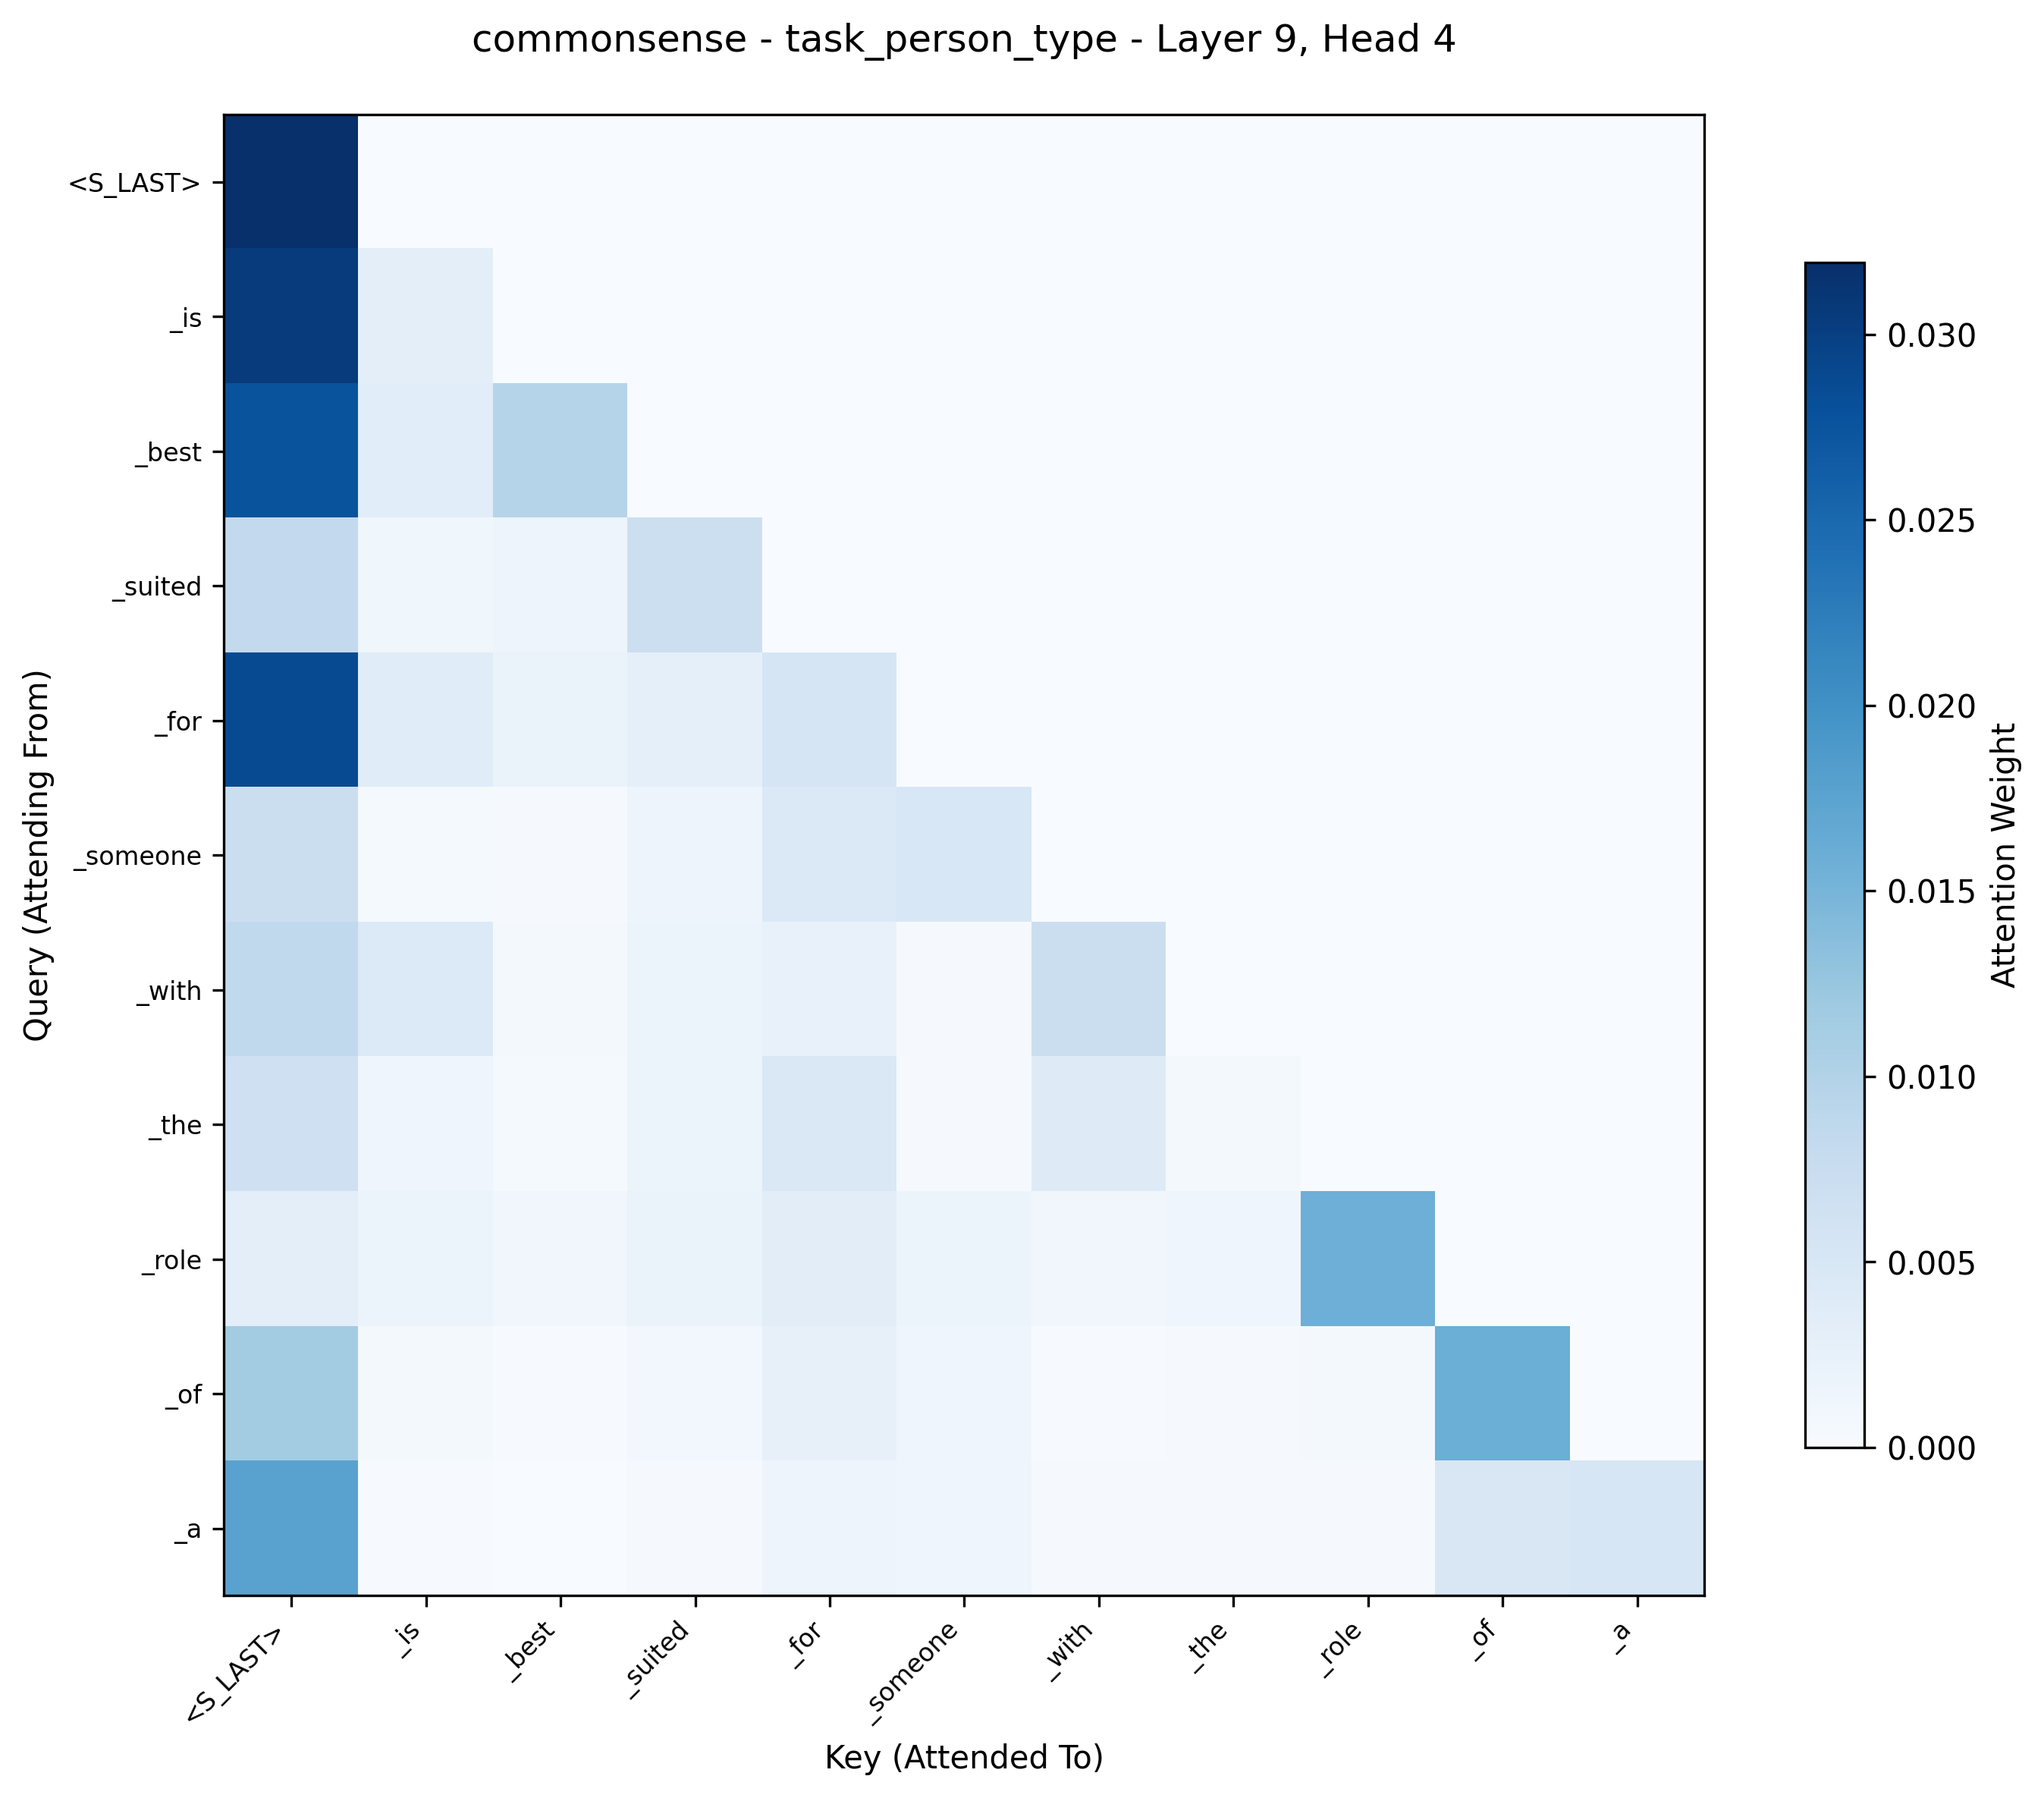 commonsense - task_person_type - Layer 9, Head 4
Query (Attending From)
<S_LAST>
_is
_best
_suited
_for
_someone
_with
_the
_role
_of
_a
<S_LAST>
_is
_best
_suited
_for
_someone
_with
_the
_role
_of
_a
Key (Attended To)
0.030
0.025
0.020
0.015
0.010
0.005
0.000
Attention Weight